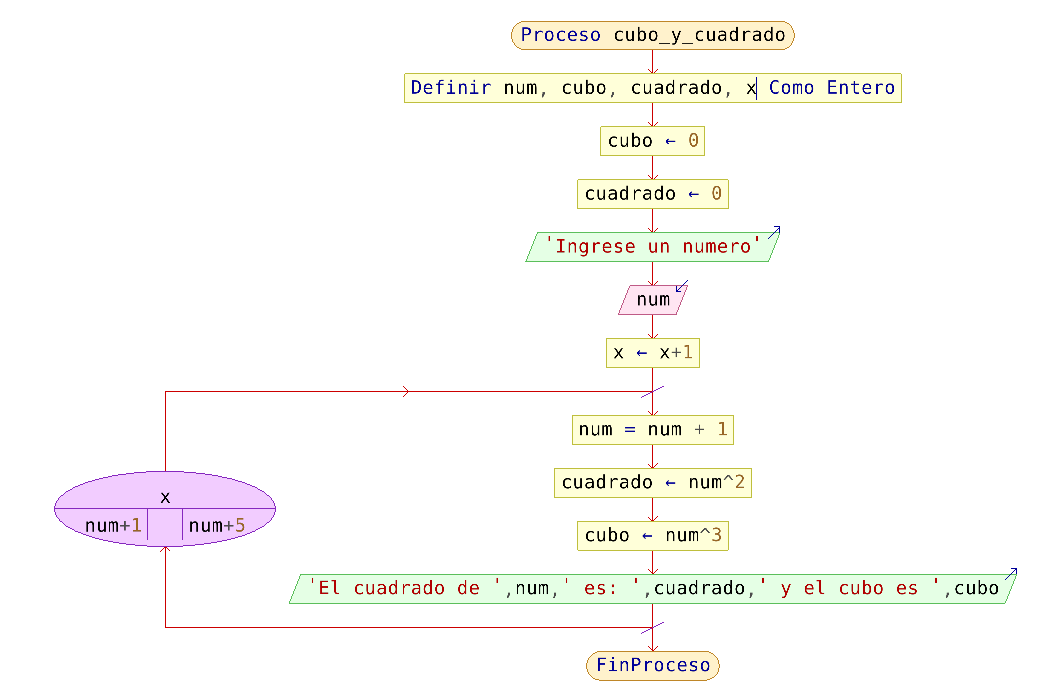 Proceso cubo_y_cuadrado
Definir num, cubo, cuadrado, x Como Entero
cubo ← 0
cuadrado ← 0
'Ingrese un numero'
num
x ← x+1
num = num + 1
cuadrado ← num^2
x
num+1 num+5
cubo ← num^3
'El cuadrado de ',num,' es: ',cuadrado,' y el cubo es ',cubo
FinProceso